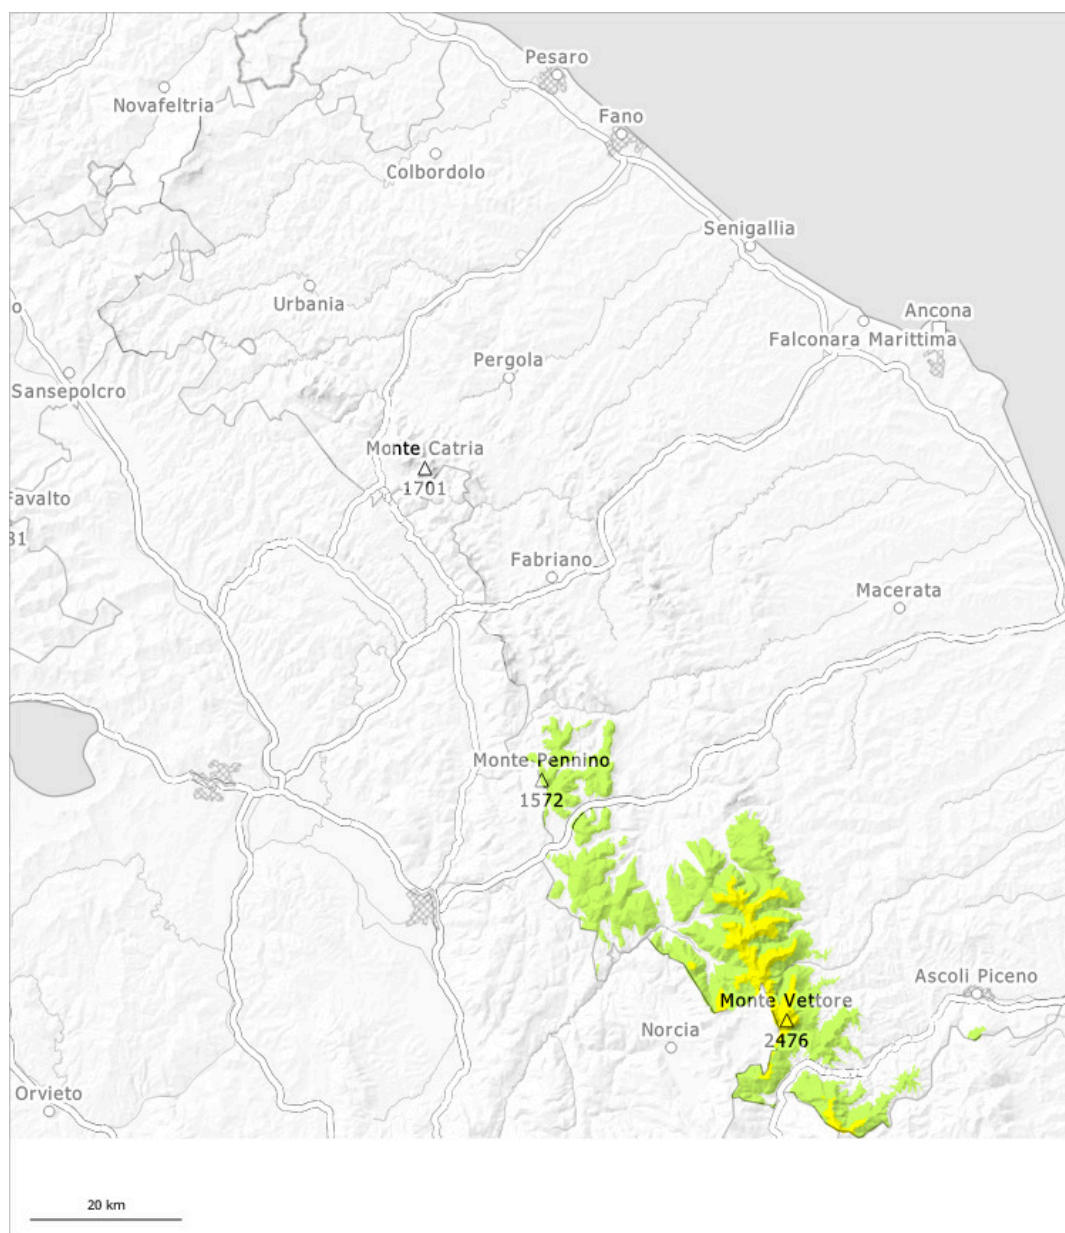 Pesaro
Novafeltria
Fano
Colbordolo
Senigallia
Urbania
Ancona
o
Falconara Marittima
Pergola
Sansepolcro
Monte Catria
1701
Favalto
31
Fabriano
Macerata
Monte Pennino
1572
Ascoli Piceno
Monte Vettore
Norcia
2476
Orvieto
20 km